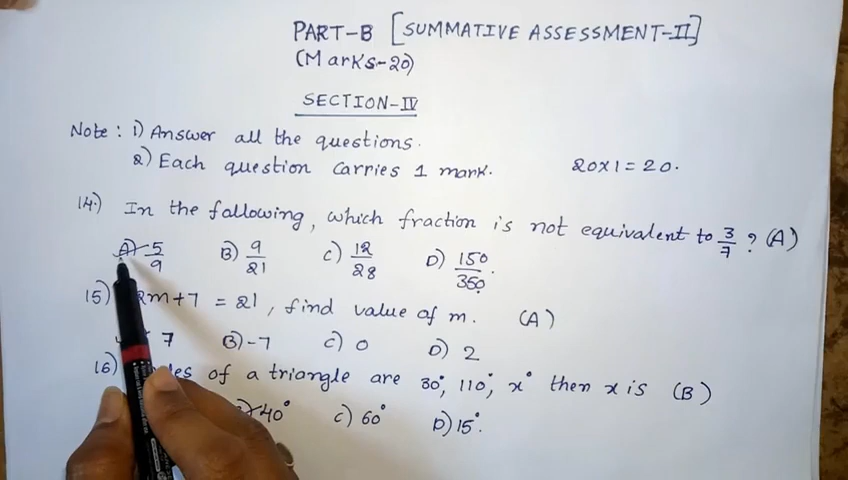 PART-B [SUMMATIVE ASSESSMENT-II]
(Marks-20)
SECTION-IV
Note : 1) Answer all the questions.
2) Each question carries 1 mark. 20x1=20.
14.) In the following, which fraction is not equivalent to 3/7 ? (A)
A) 5/9 B) 9/21 C) 12/28 D) 150/350
15) 2m+7 = 21, find value of m. (A)
7 B) -7 C) 0 D) 2
16) of a triangle are 30°, 110°, x° then x is (B)
B) 40° C) 60° D) 15°.